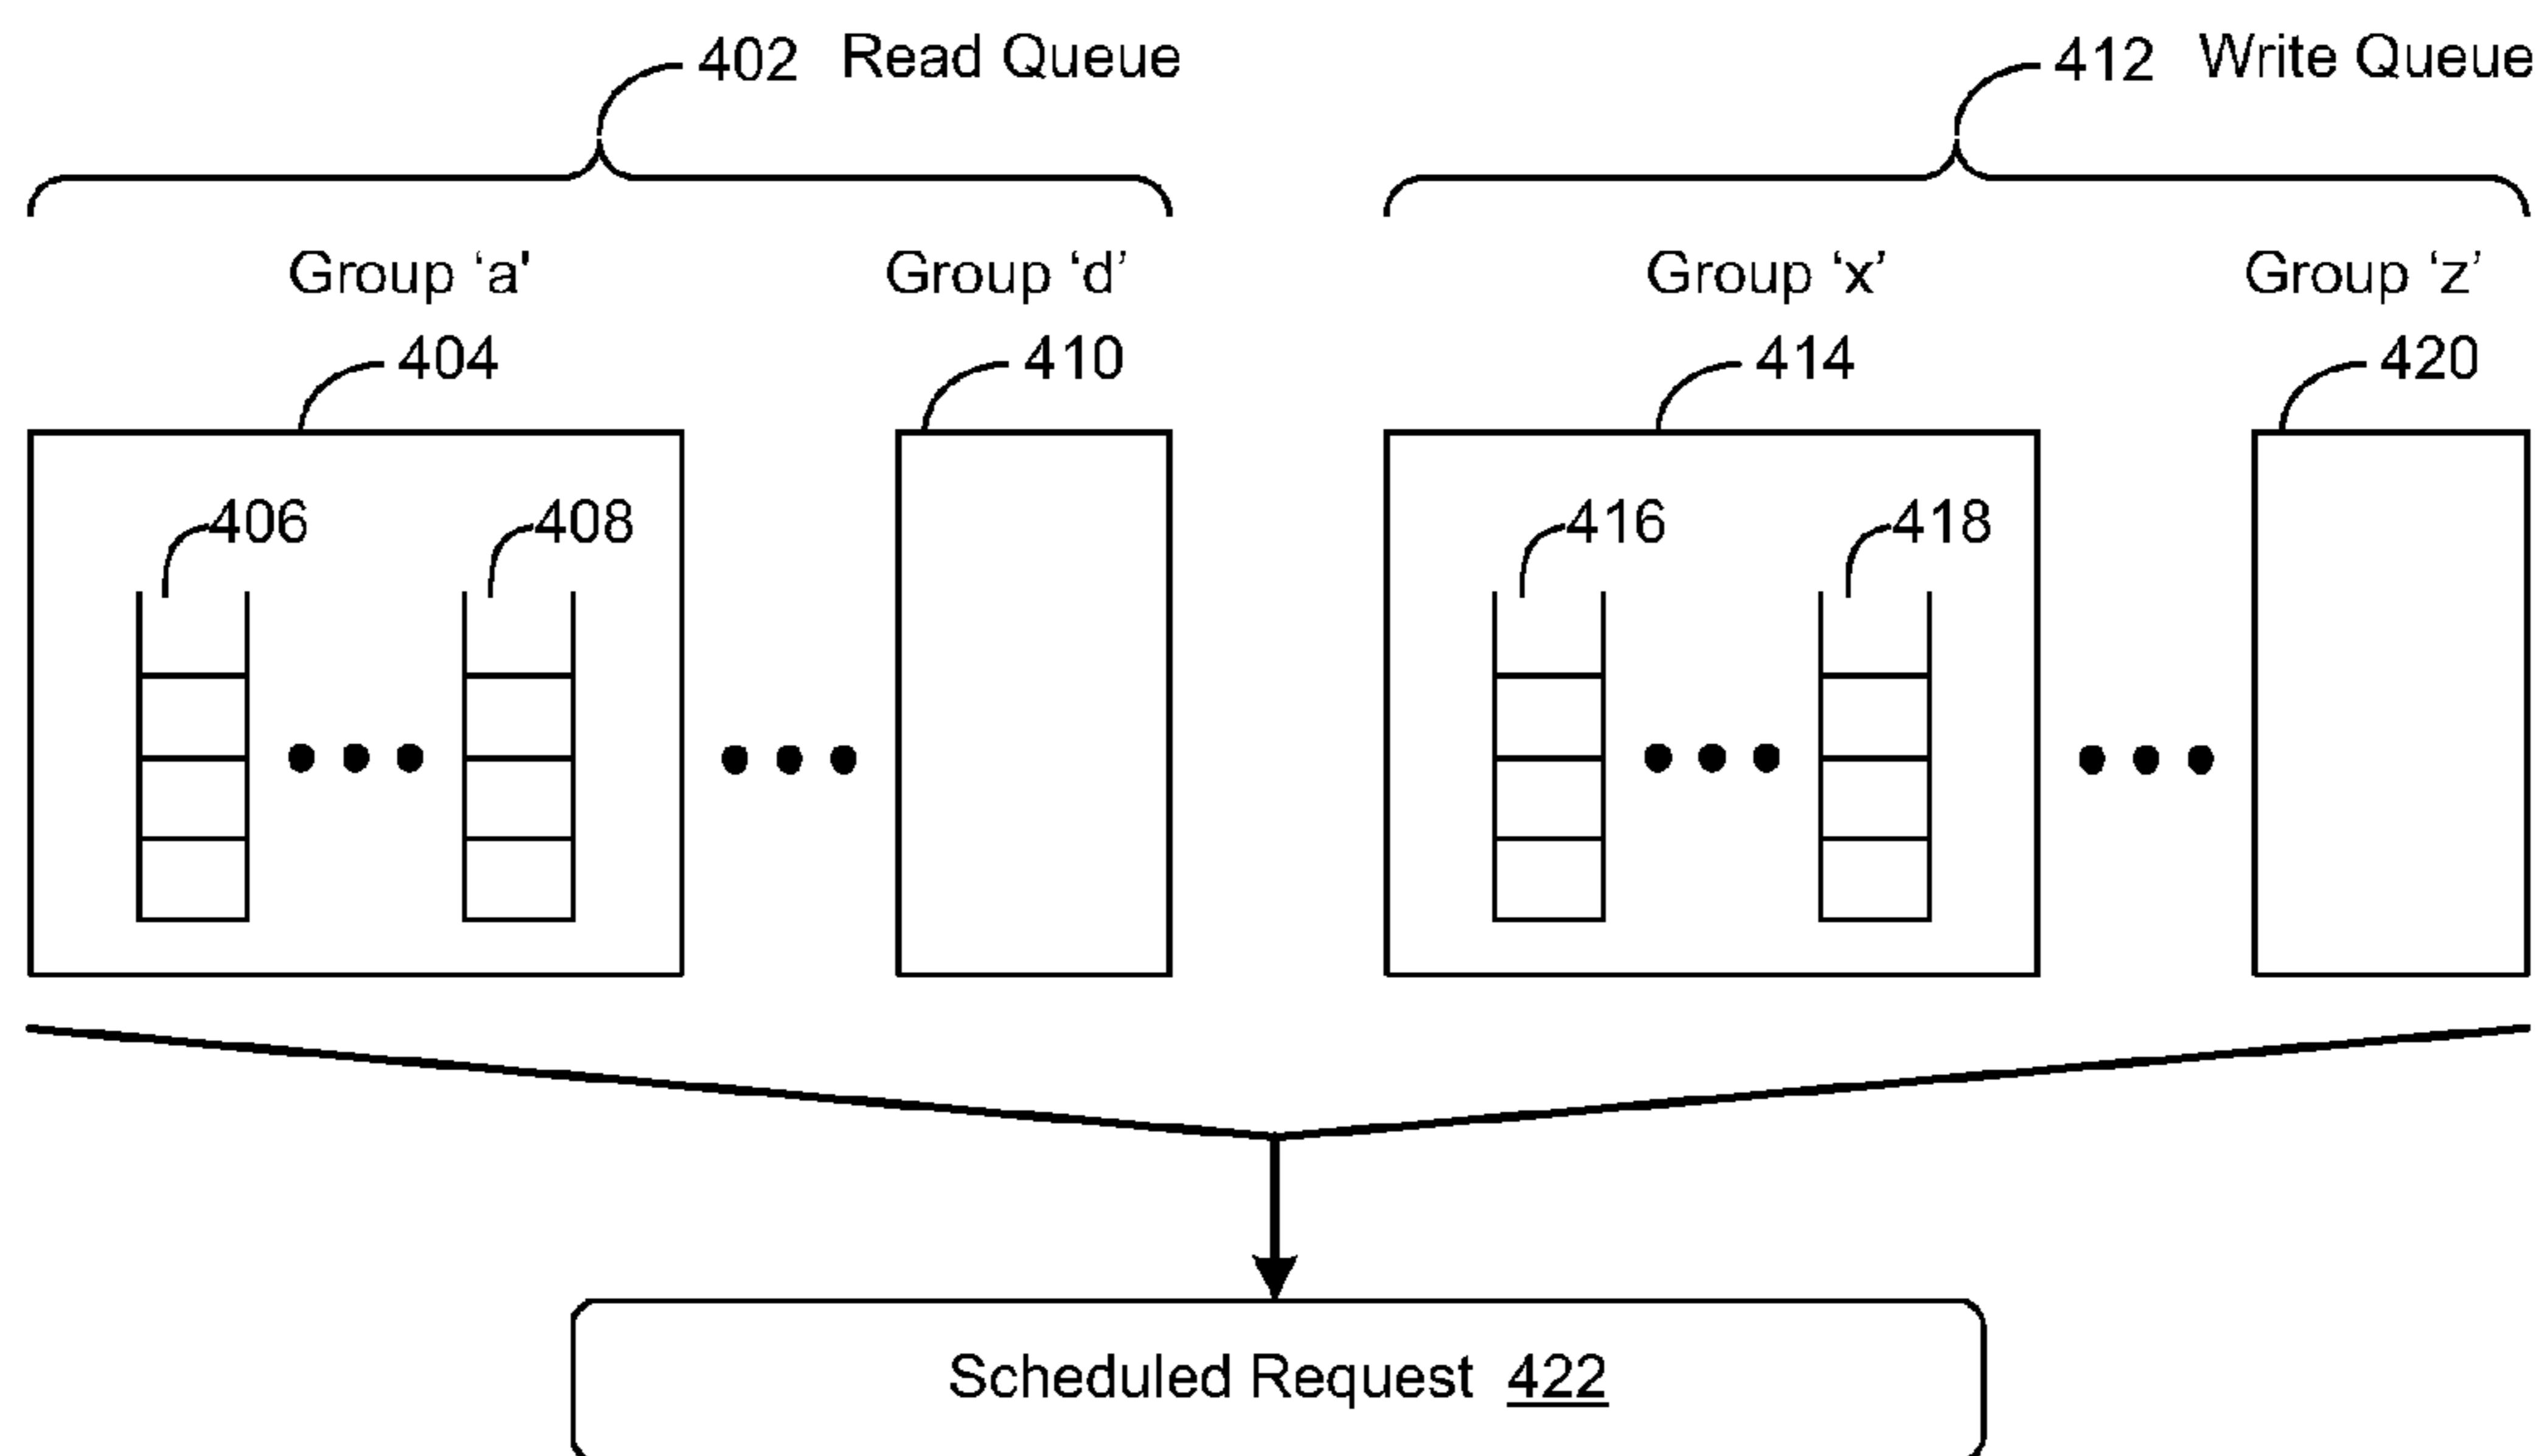 402 Read Queue
412 Write Queue
Group ‘a'
Group ‘d’
Group ‘x’
Group ‘z’
404
410
414
420
406
408
416
418
Scheduled Request 422